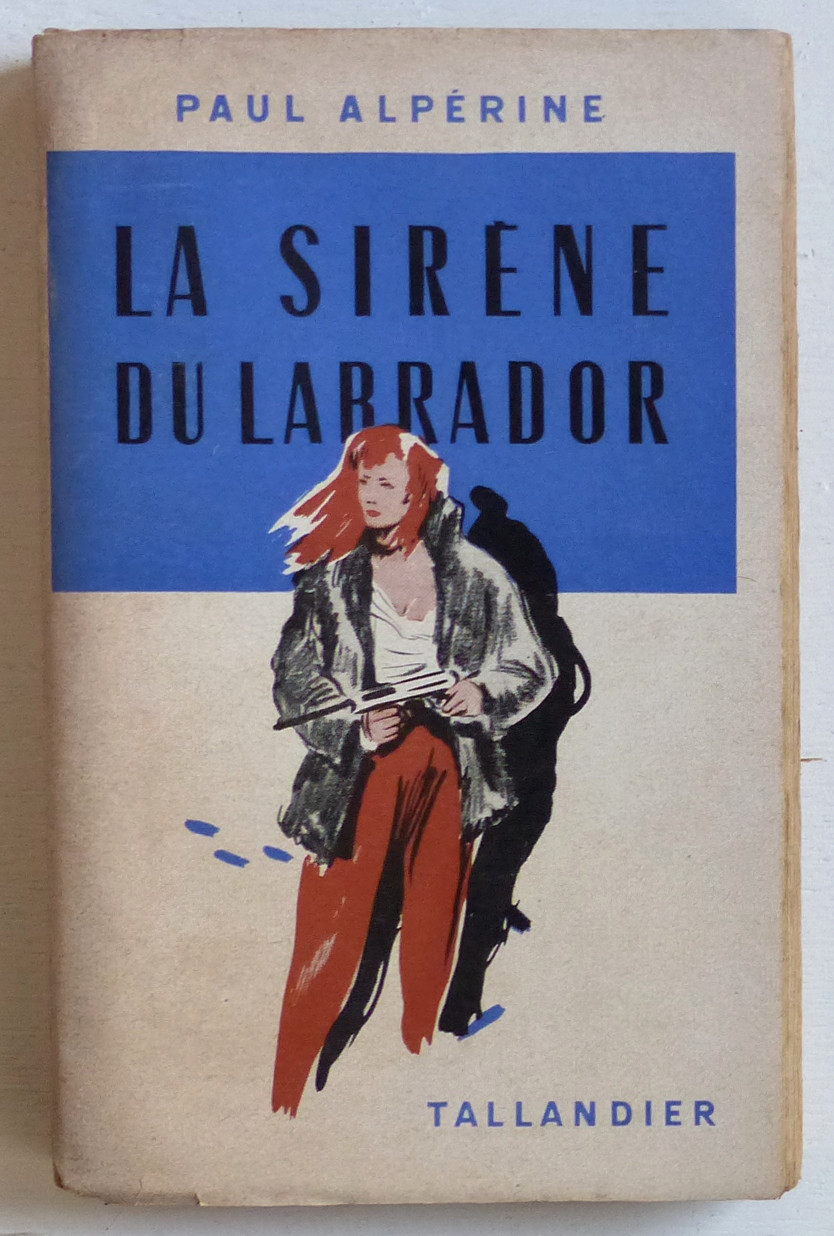 PAUL ALPÉRINE
LA SIRÈNE
DU LABRADOR
TALLANDIER